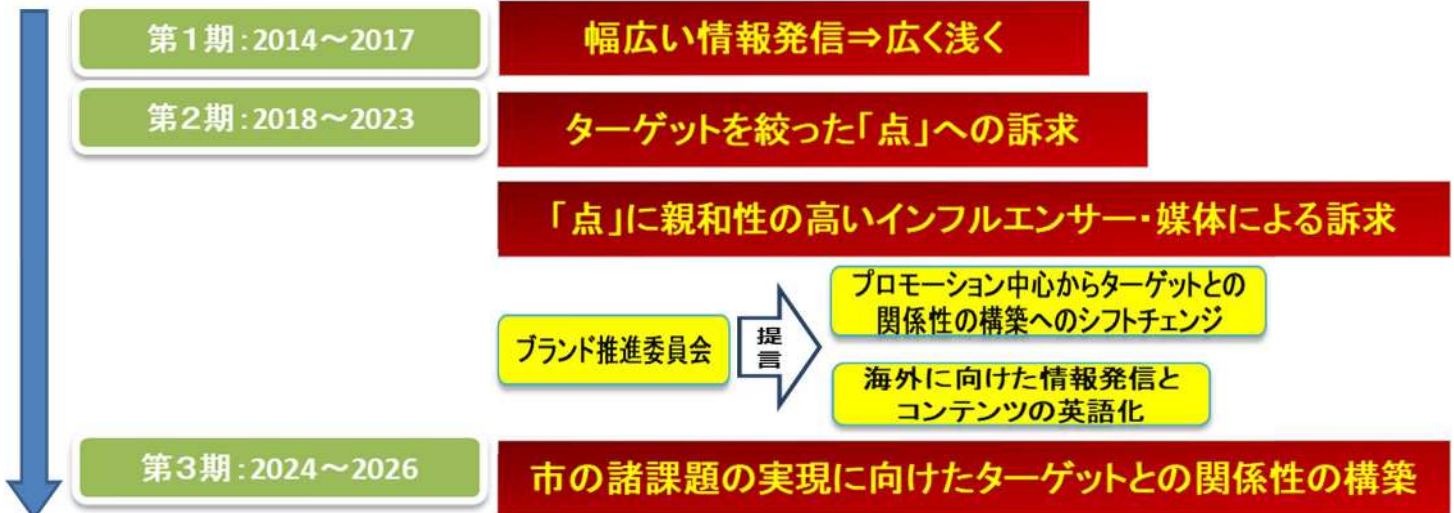 第1期:2014～2017
幅広い情報発信⇒広く浅く
第2期:2018～2023
ターゲットを絞った「点」への訴求
「点」に親和性の高いインフルエンサー・媒体による訴求
ブランド推進委員会
提
言
プロモーション中心からターゲットとの
関係性の構築へのシフトチェンジ
海外に向けた情報発信と
コンテンツの英語化
第3期:2024～2026
市の諸課題の実現に向けたターゲットとの関係性の構築